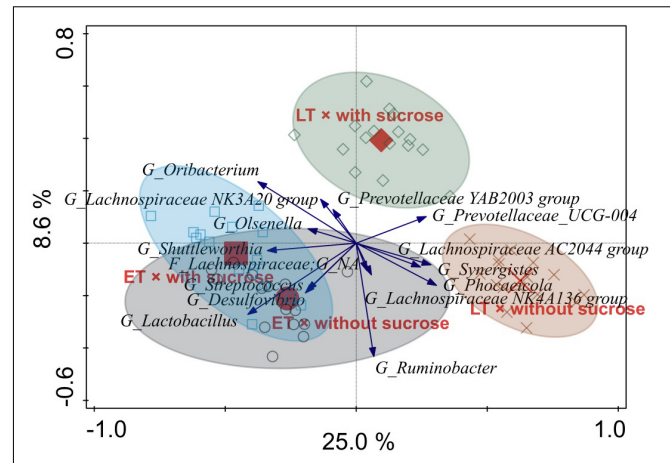 0.8
LT × with sucrose
G_Oribacterium
G_Lachnospiraceae NK3A20 group
G_Prevotellaceae YAB2003 group
G_Prevotellaceae_UCG-004
G_Olsenella
8.6 %
G_Shuttleworthia
G_Lachnospiraceae AC2044 group
F_Lachnospiraceae;G_NA
G_Synergistes
ET × with sucrose
G_Streptococcus
G_Phocaeicola
G_Desulfovibrio
G_Lachnospiraceae NK4A136 group
G_Lactobacillus
ET × without sucrose
LT × without sucrose
G_Ruminobacter
-0.6
-1.0
25.0 %
1.0